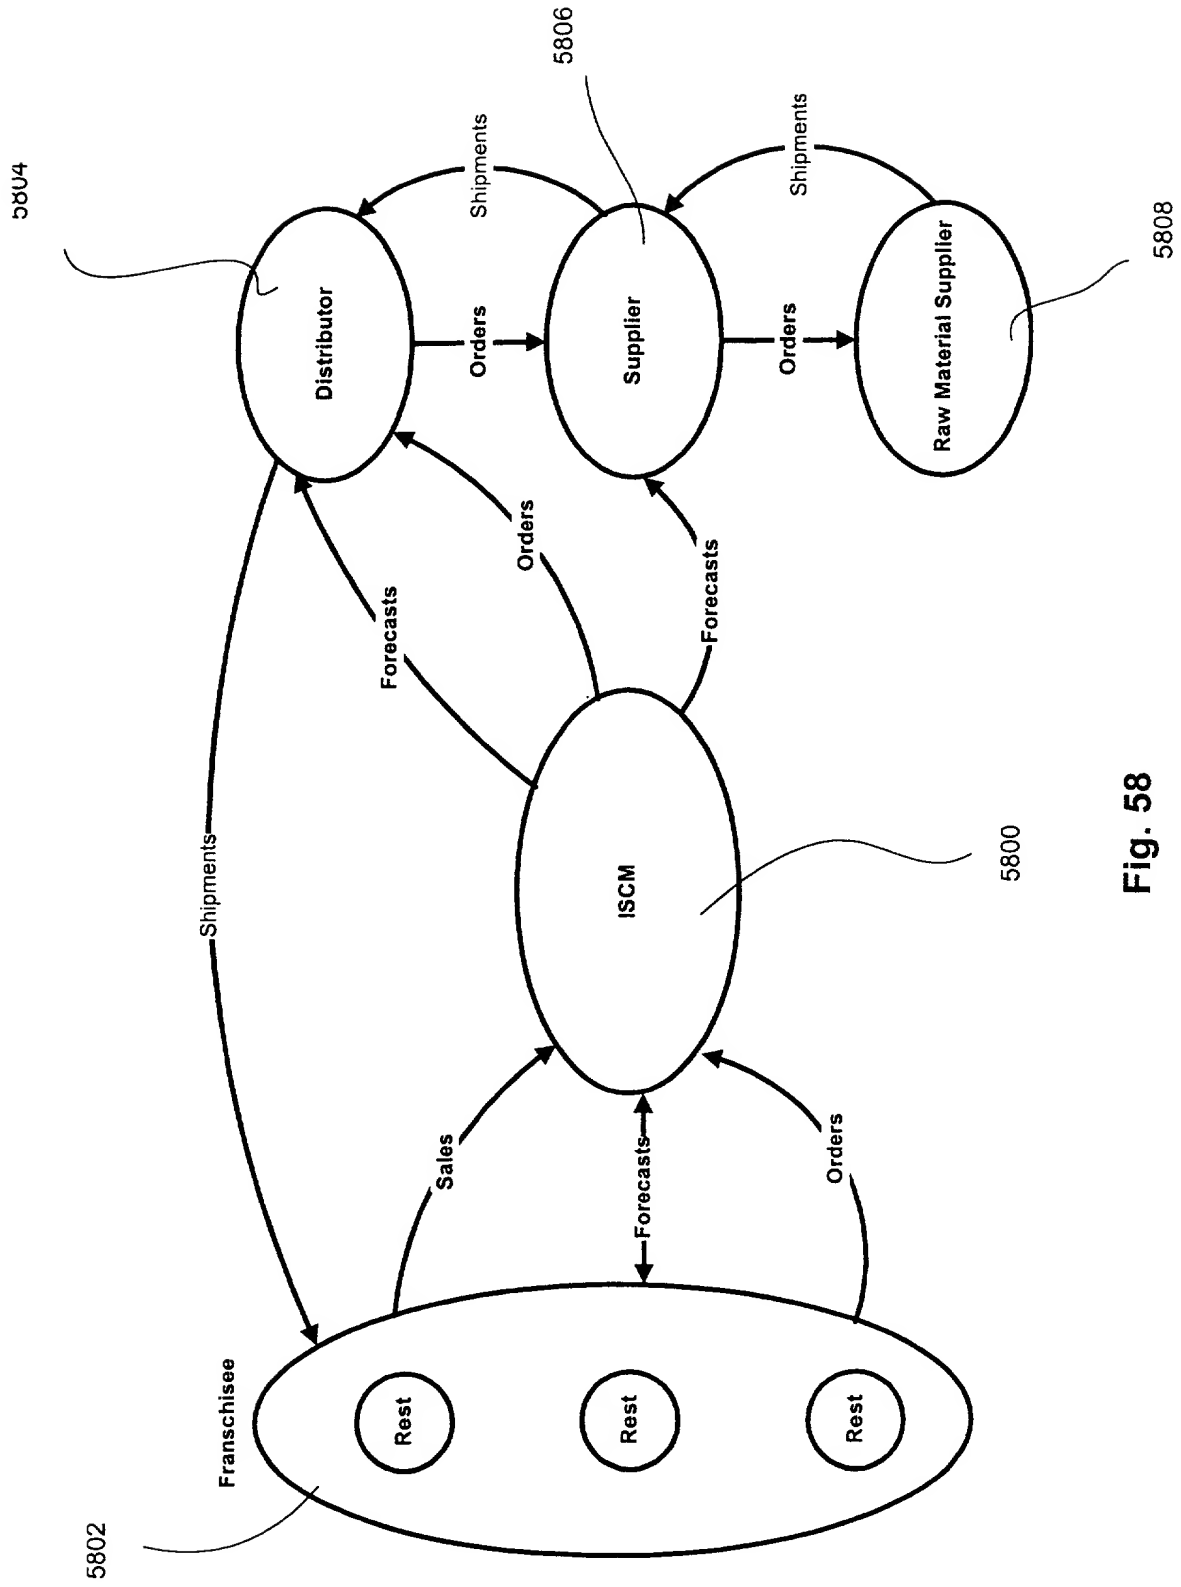 5802
Franschisee
Rest
Rest
Rest
Shipments
Sales
Forecasts
Orders
ISCM
5800
Forecasts
Orders
Forecasts
5804
Distributor
Shipments
Orders
5806
Supplier
Shipments
Orders
Raw Material Supplier
5808
Fig. 58